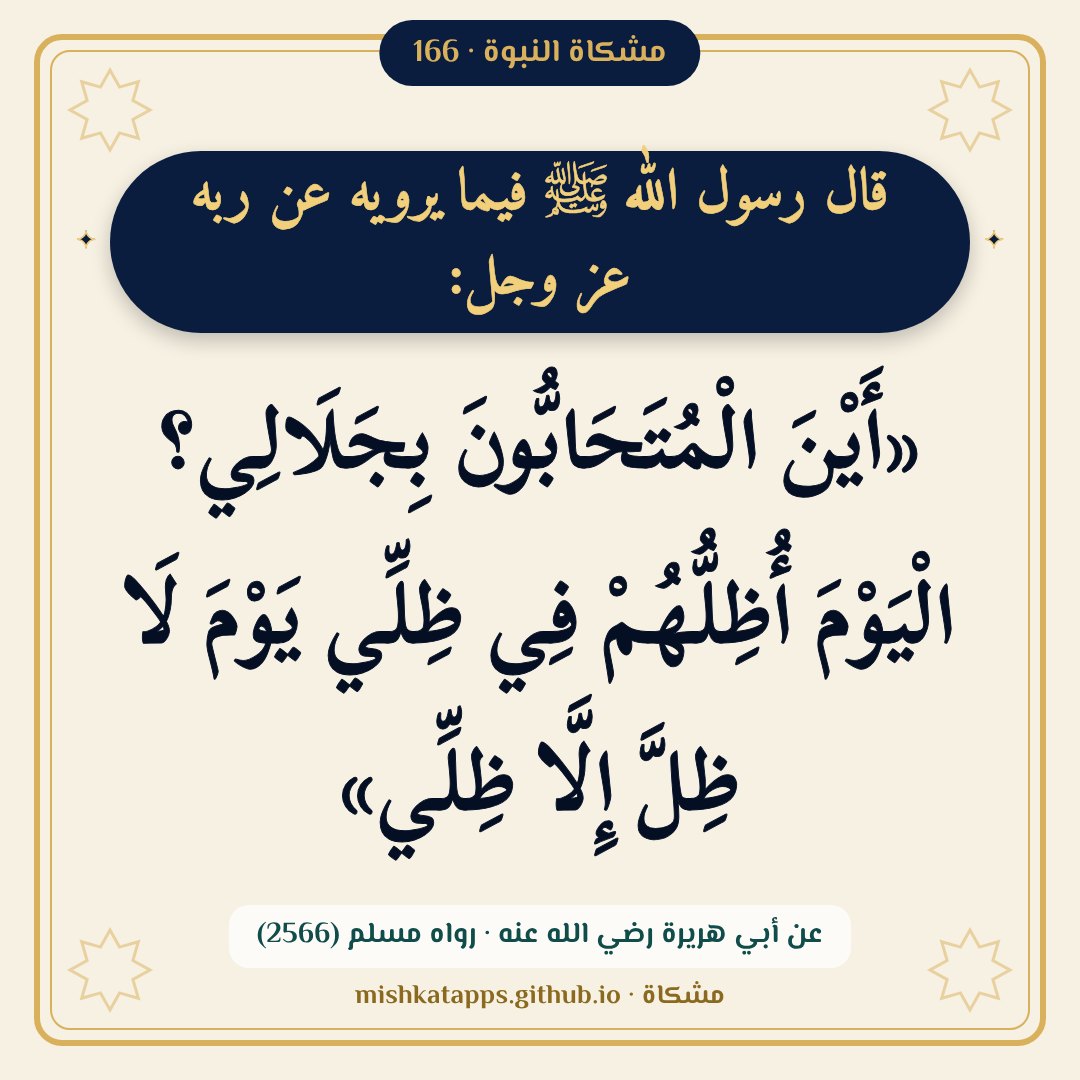 مشكاة النبوة · 166
قال رسول الله ﷺ فيما يرويه عن ربه
عز وجل:
«أَيْنَ الْمُتَحَابُّونَ بِجَلَالِي؟
الْيَوْمَ أُظِلُّهُمْ فِي ظِلِّي يَوْمَ لَا
ظِلَّ إِلَّا ظِلِّي»
عن أبي هريرة رضي الله عنه · رواه مسلم (2566)
مشكاة · mishkatapps.github.io